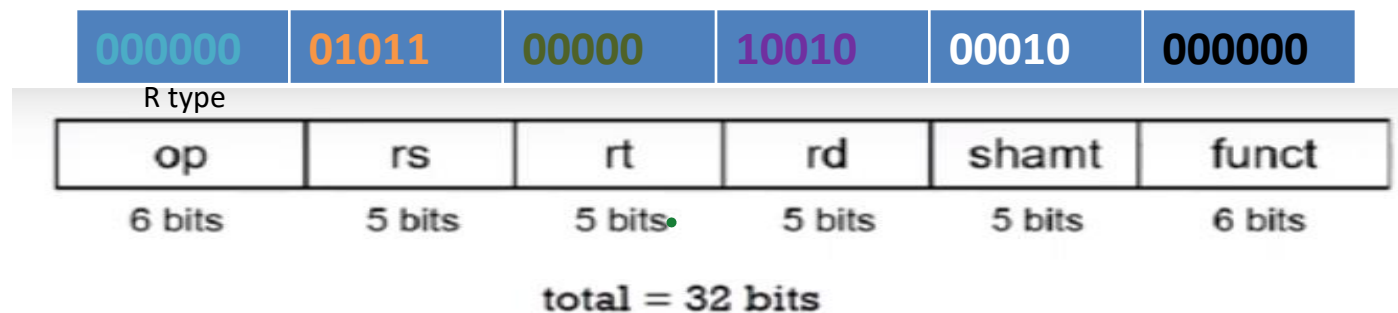 000000 01011 00000 10010 00010 000000
R type
op rs rt rd shamt funct
6 bits 5 bits 5 bits 5 bits 5 bits 6 bits
total = 32 bits